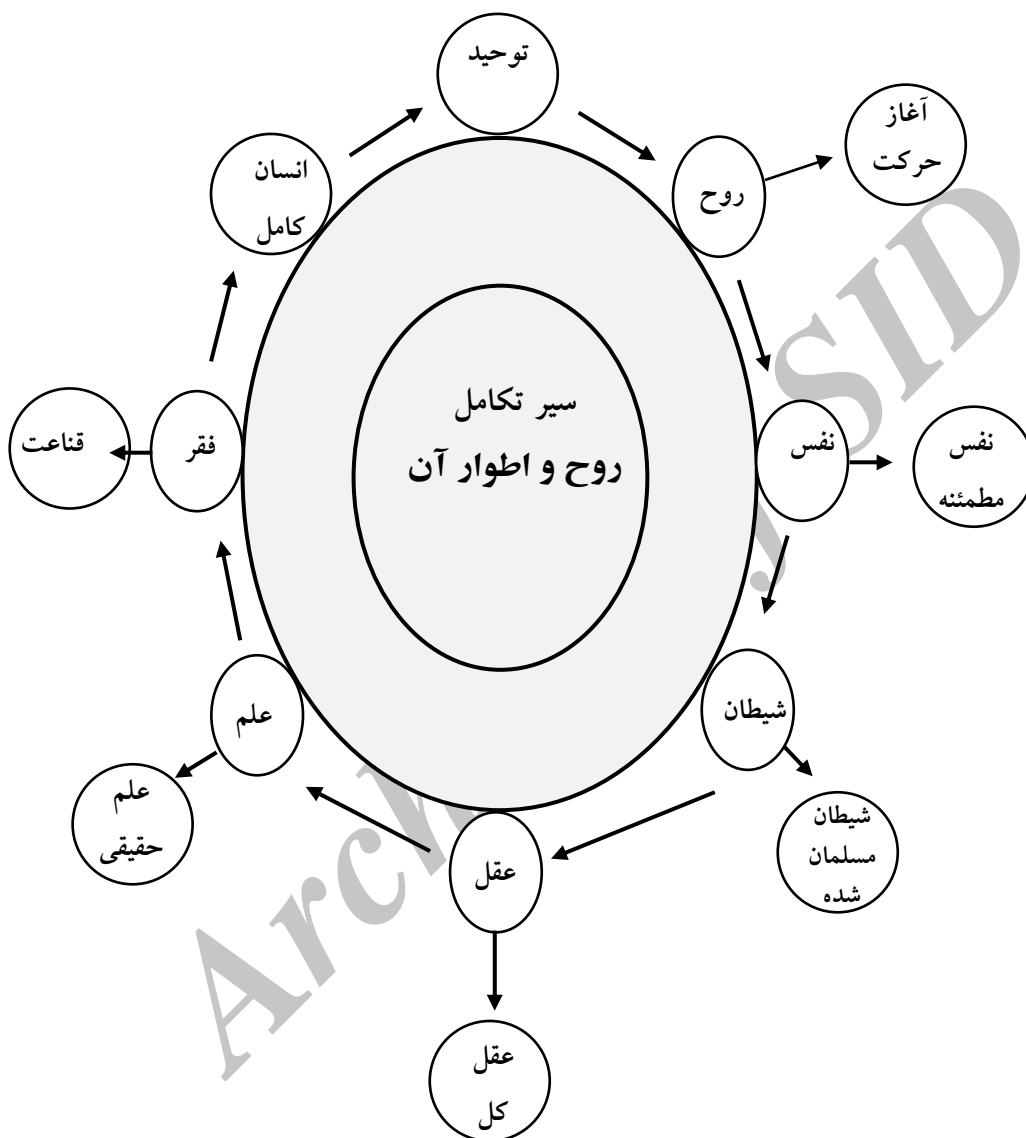 توحید
روح
آغاز
حرکت
نفس
نفس
مطمئنه
شیطان
شیطان
مسلمان
شده
عقل
عقل
کل
علم
علم
حقیقی
فقر
قناعت
انسان
کامل
سیر تکامل
روح و اطوار آن